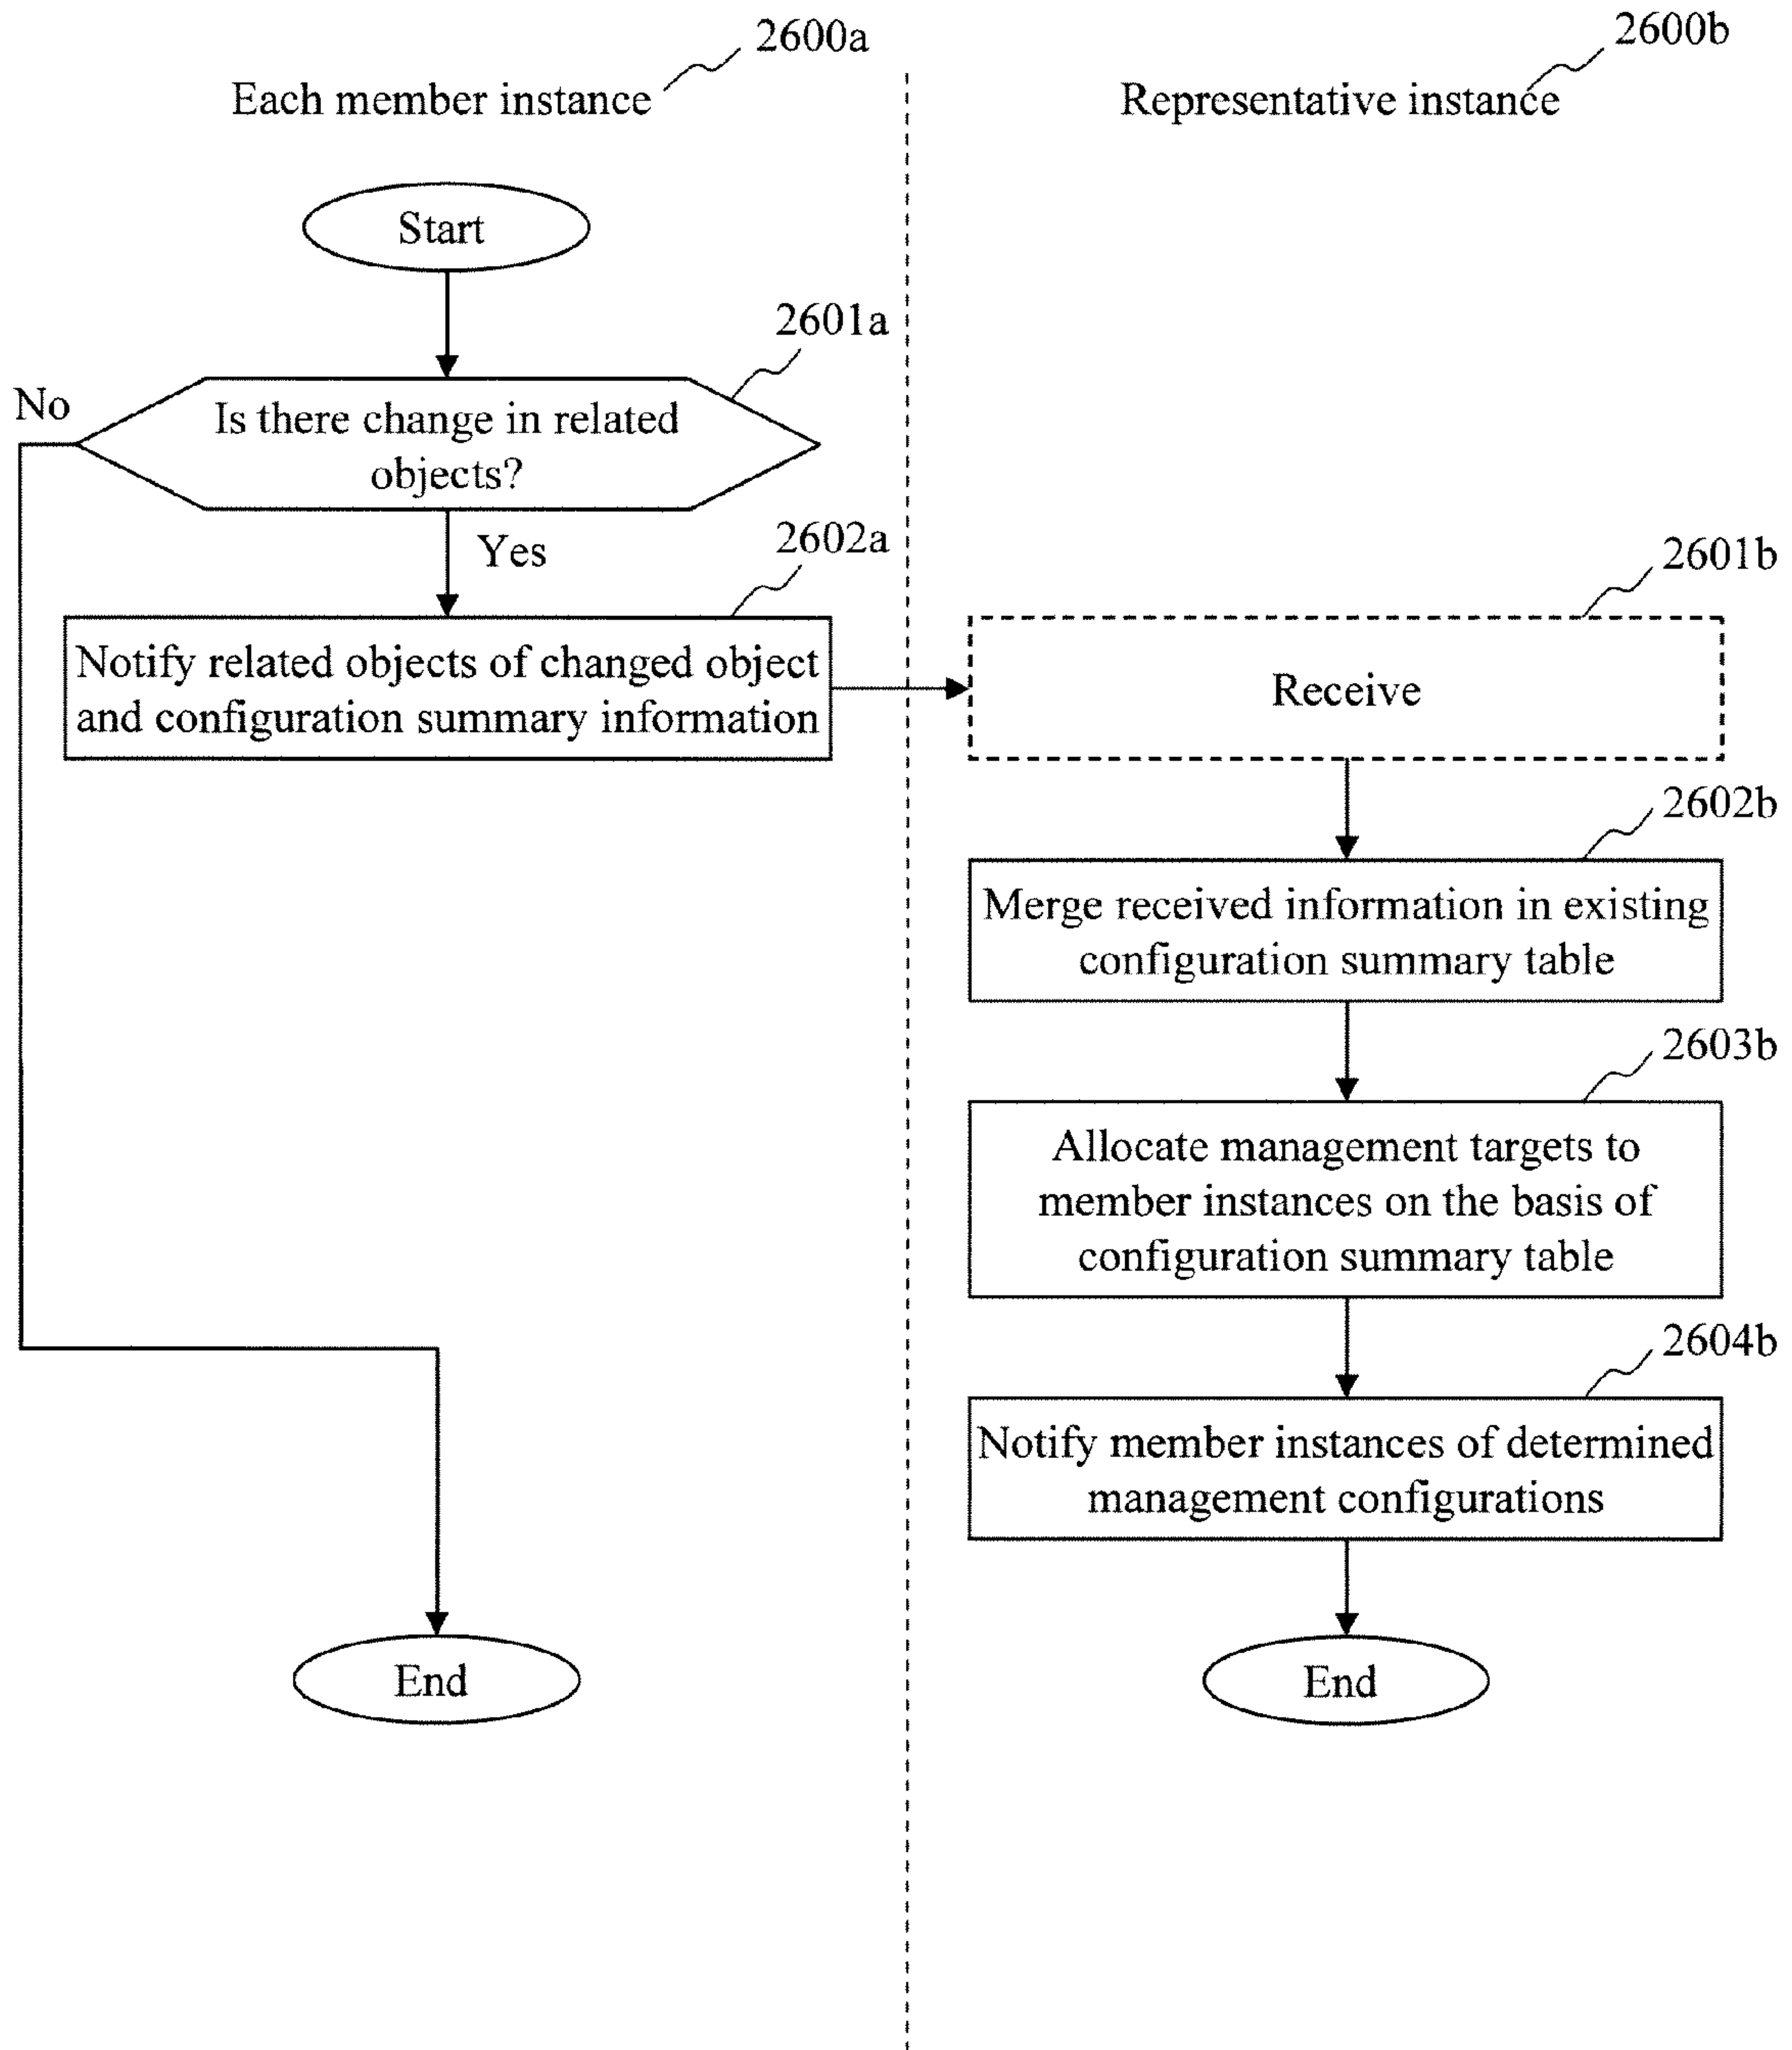 2600a
Each member instance
2600b
Representative instance
Start
2601a
No
Is there change in related
objects?
Yes
2602a
Notify related objects of changed object
and configuration summary information
2601b
Receive
2602b
Merge received information in existing
configuration summary table
2603b
Allocate management targets to
member instances on the basis of
configuration summary table
2604b
Notify member instances of determined
management configurations
End
End